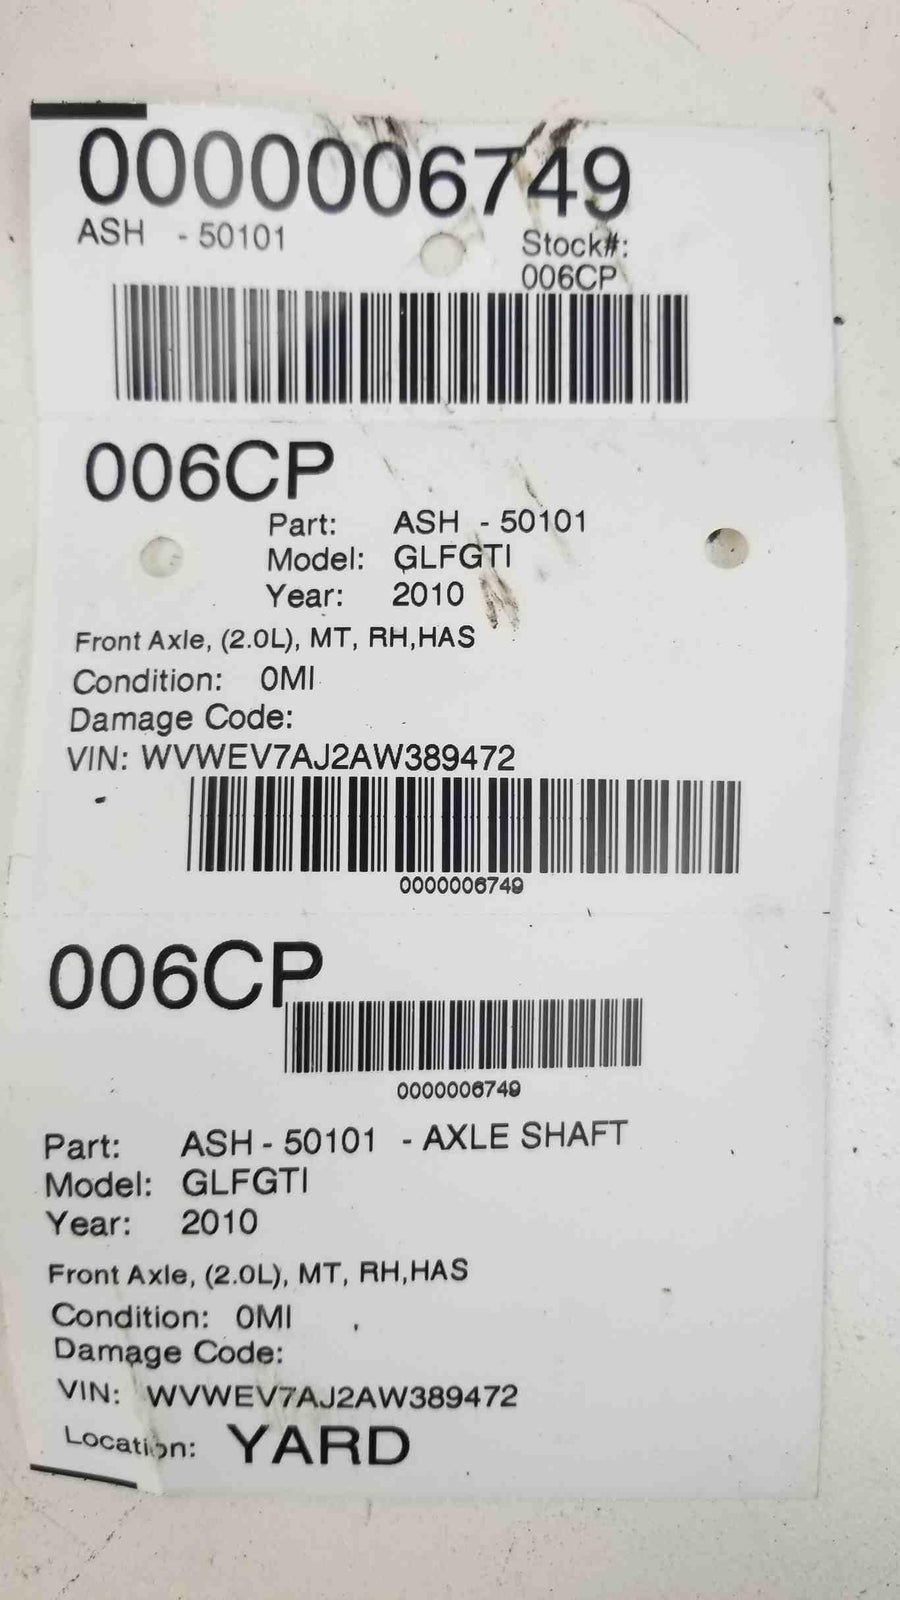 0000006749
ASH - 50101
Stock#:
006CP
006CP
Part: ASH - 50101
Model: GLFGTI
Year: 2010
Front Axle, (2.0L), MT, RH,HAS
Condition: 0MI
Damage Code:
VIN: WVWEV7AJ2AW389472
0000006749
006CP
0000006749
Part: ASH - 50101 - AXLE SHAFT
Model: GLFGTI
Year: 2010
Front Axle, (2.0L), MT, RH,HAS
Condition: 0MI
Damage Code:
VIN: WVWEV7AJ2AW389472
Location: YARD